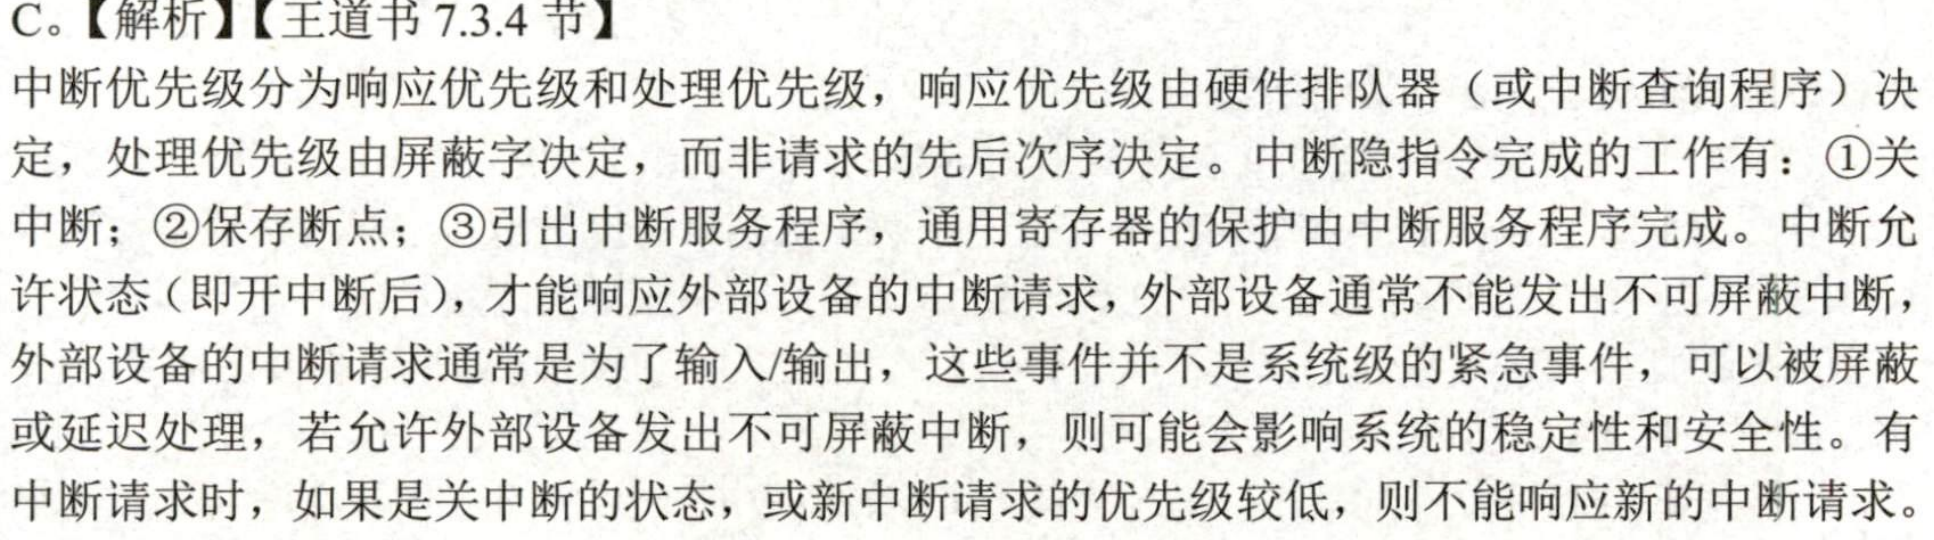 C。【解析】【王道书 7.3.4 节】
中断优先级分为响应优先级和处理优先级，响应优先级由硬件排队器（或中断查询程序）决
定，处理优先级由屏蔽字决定，而非请求的先后次序决定。中断隐指令完成的工作有：①关
中断；②保存断点；③引出中断服务程序，通用寄存器的保护由中断服务程序完成。中断允
许状态（即开中断后），才能响应外部设备的中断请求，外部设备通常不能发出不可屏蔽中断，
外部设备的中断请求通常是为了输入/输出，这些事件并不是系统级的紧急事件，可以被屏蔽
或延迟处理，若允许外部设备发出不可屏蔽中断，则可能会影响系统的稳定性和安全性。有
中断请求时，如果是关中断的状态，或新中断请求的优先级较低，则不能响应新的中断请求。